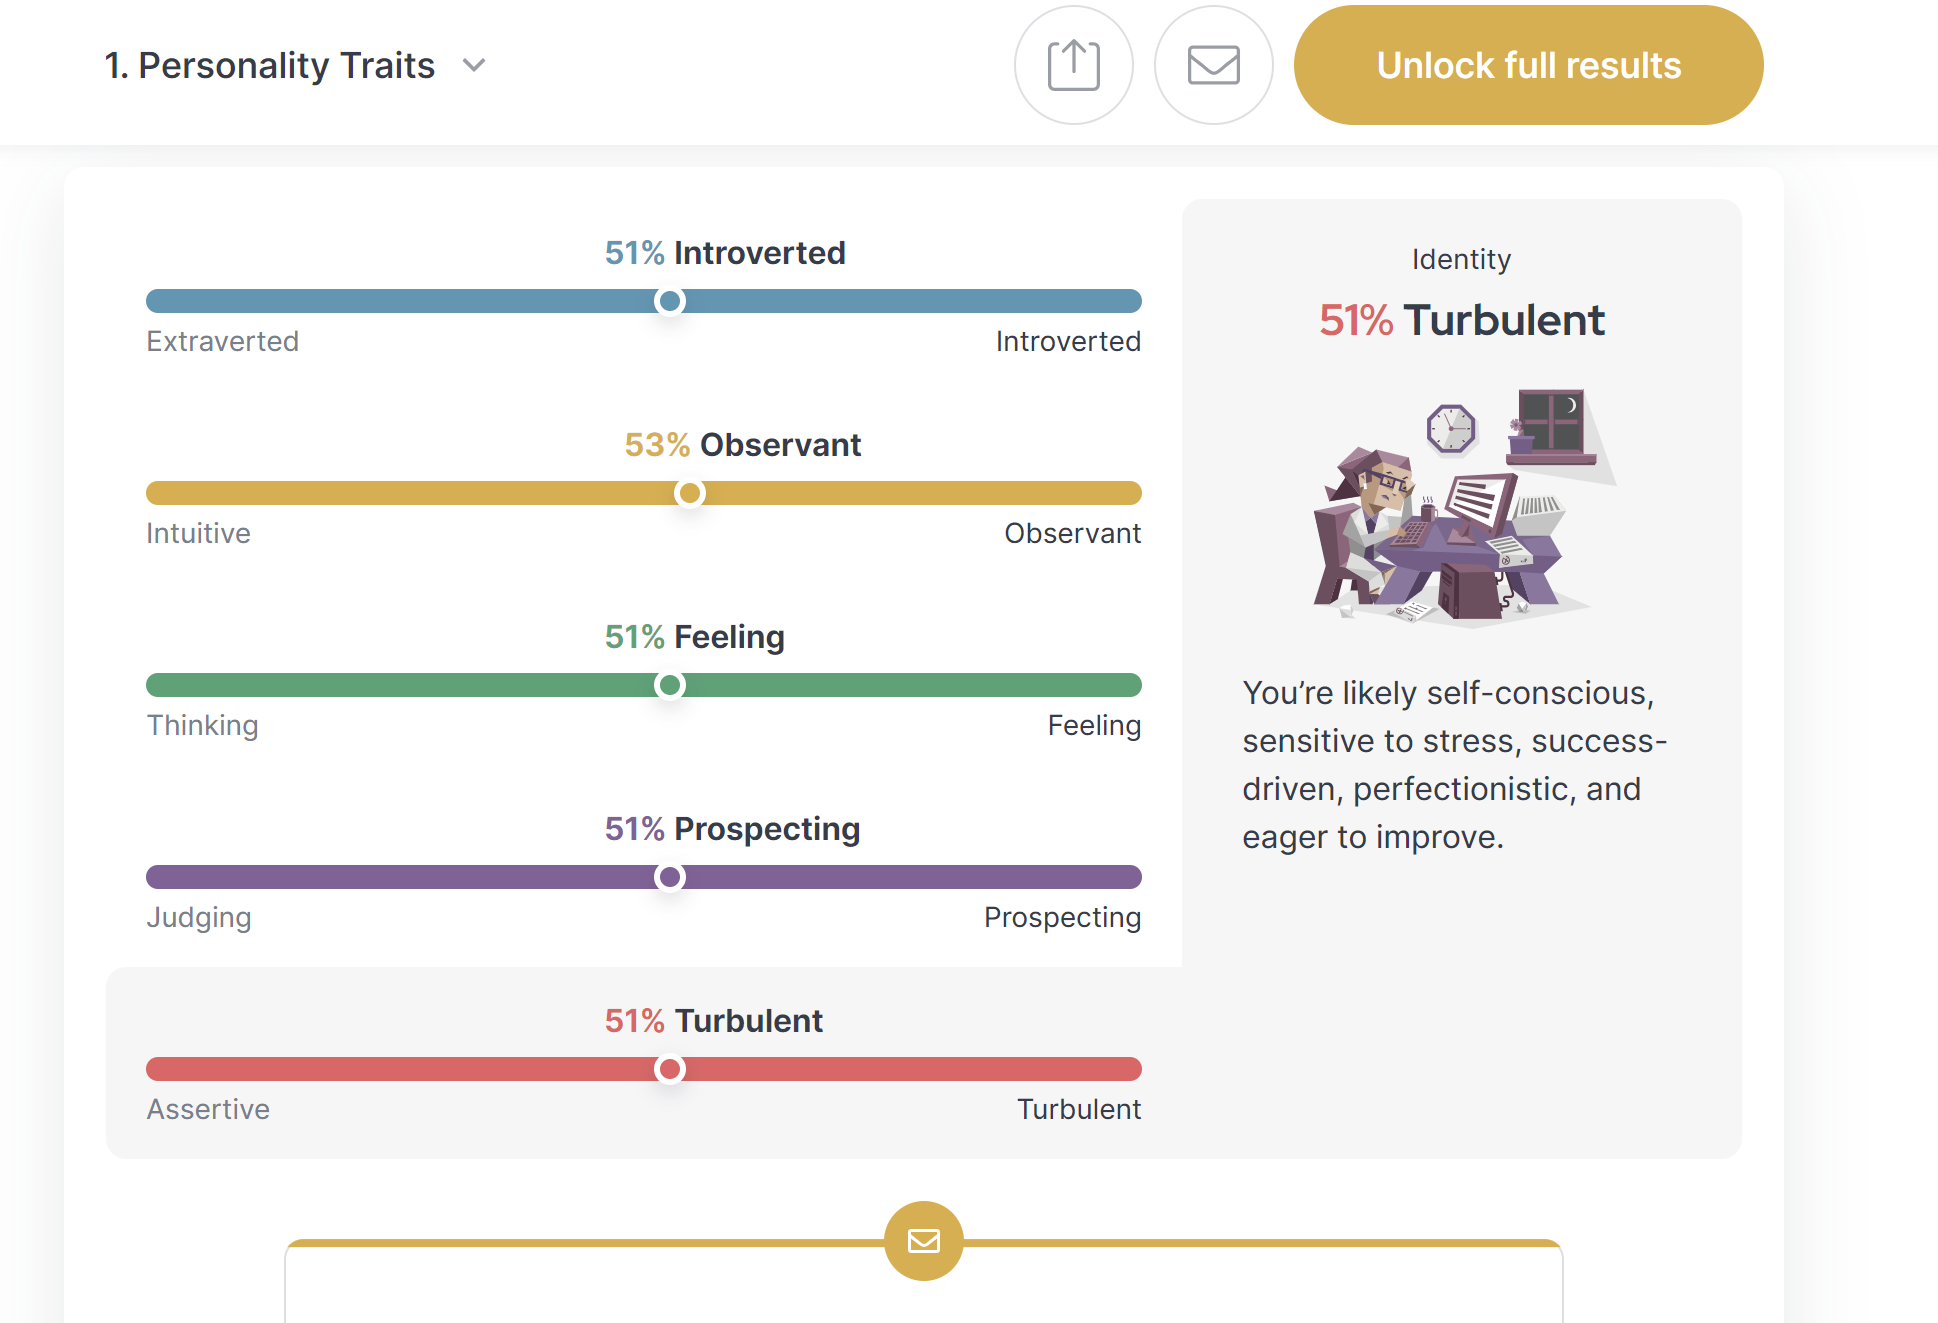 1. Personality Traits
Unlock full results
51% Introverted
Extraverted
Introverted
53% Observant
Intuitive
Observant
51% Feeling
Thinking
Feeling
51% Prospecting
Judging
Prospecting
51% Turbulent
Assertive
Turbulent
Identity
51% Turbulent
You’re likely self-conscious,
sensitive to stress, success-
driven, perfectionistic, and
eager to improve.